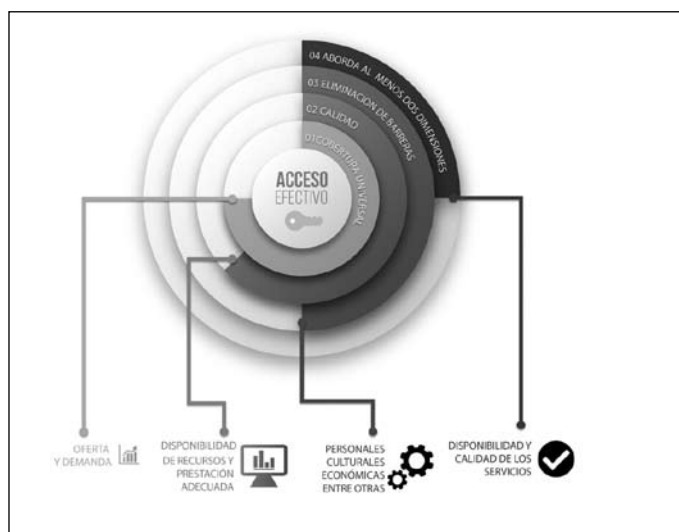 04 ABORDA AL MENOS DOS DIMENSIONES
03 ELIMINACIÓN DE BARRERAS
02 CALIDAD
01 COBERTURA UNIVERSAL
ACCESO
EFECTIVO
OFERTA
Y DEMANDA
DISPONIBILIDAD
DE RECURSOS Y
PRESTACIÓN
ADECUADA
PERSONALES
CULTURALES
ECONÓMICAS
ENTRE OTRAS
DISPONIBILIDAD Y
CALIDAD DE LOS
SERVICIOS